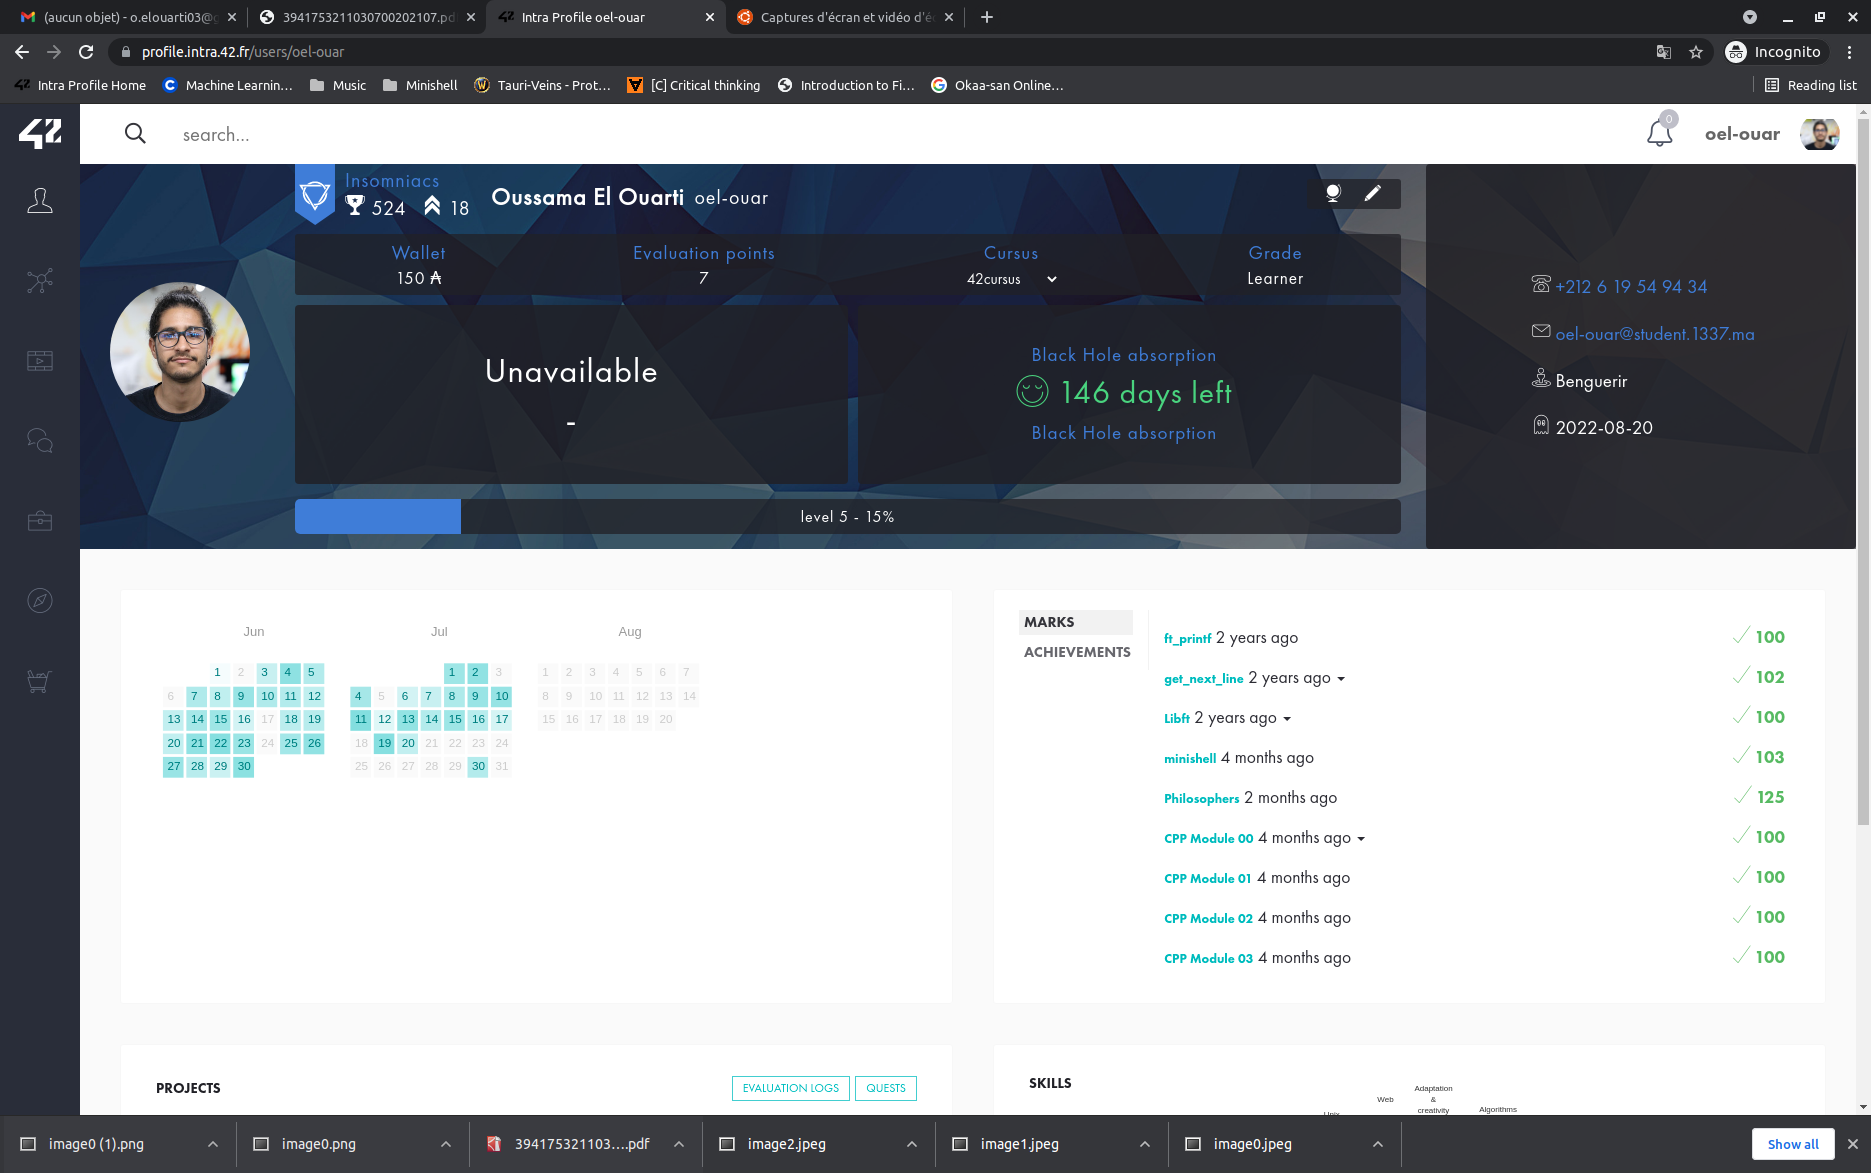 (aucun objet) - o.elouarti03@g
3941753211030700202107.pd
Intra Profile oel-ouar
Captures d'écran et vidéo d'é
profile.intra.42.fr/users/oel-ouar
Incognito
Intra Profile Home
Machine Learnin…
Music
Minishell
Tauri-Veins - Prot…
[C] Critical thinking
Introduction to Fi…
Okaa-san Online…
Reading list
42
search...
0
oel-ouar
Insomniacs
524 18
Oussama El Ouarti oel-ouar
Wallet
150 ₳
Evaluation points
7
Cursus
42cursus
Grade
Learner
Unavailable
-
Black Hole absorption
146 days left
Black Hole absorption
level 5 - 15%
+212 6 19 54 94 34
oel-ouar@student.1337.ma
Benguerir
2022-08-20
Jun
1 2 3 4 5
6 7 8 9 10 11 12
13 14 15 16 17 18 19
20 21 22 23 24 25 26
27 28 29 30
Jul
1 2 3
4 5 6 7 8 9 10
11 12 13 14 15 16 17
18 19 20 21 22 23 24
25 26 27 28 29 30 31
Aug
1 2 3 4 5 6 7
8 9 10 11 12 13 14
15 16 17 18 19 20
MARKS
ACHIEVEMENTS
ft_printf 2 years ago 100
get_next_line 2 years ago 102
Libft 2 years ago 100
minishell 4 months ago 103
Philosophers 2 months ago 125
CPP Module 00 4 months ago 100
CPP Module 01 4 months ago 100
CPP Module 02 4 months ago 100
CPP Module 03 4 months ago 100
PROJECTS
EVALUATION LOGS
QUESTS
SKILLS
Unix
Web
Adaptation
&
creativity
Algorithms
image0 (1).png
image0.png
394175321103….pdf
image2.jpeg
image1.jpeg
image0.jpeg
Show all